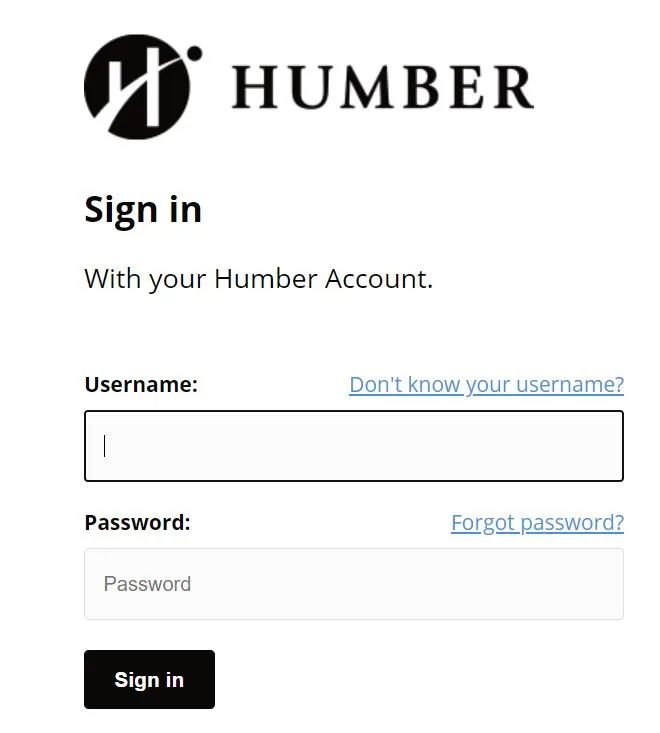 HUMBER
Sign in
With your Humber Account.
Username: Don't know your username?
Password: Forgot password?
Password
Sign in